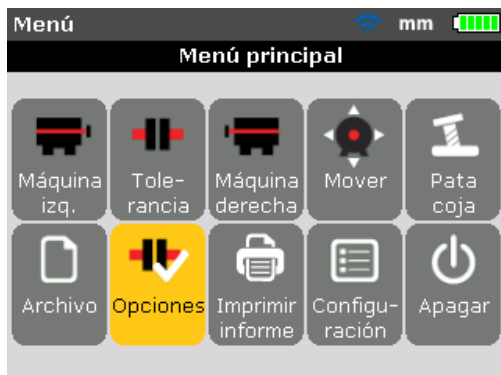 Menú mm
Menú principal
Máquina izq.
Tole-
rancia
Máquina derecha
Mover
Pata coja
Archivo
Opciones
Imprimir informe
Configu-
ración
Apagar